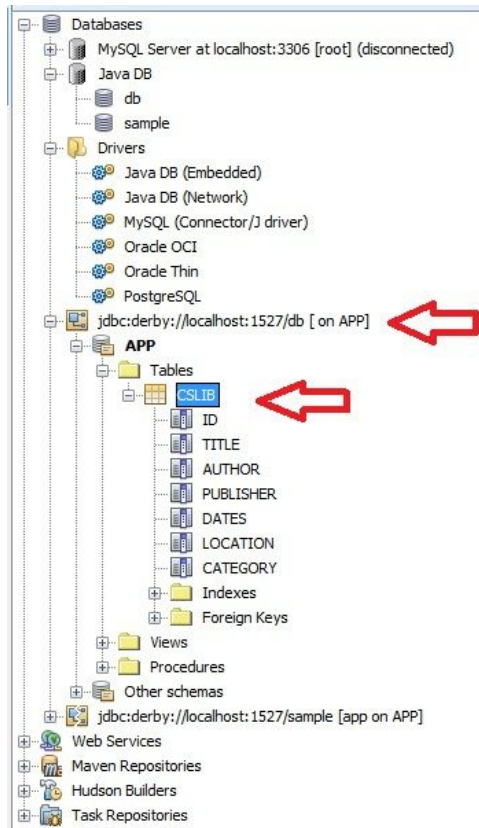 Databases
MySQL Server at localhost:3306 [root] (disconnected)
Java DB
db
sample
Drivers
Java DB (Embedded)
Java DB (Network)
MySQL (Connector/J driver)
Oracle OCI
Oracle Thin
PostgreSQL
jdbc:derby://localhost:1527/db [ on APP]
APP
Tables
CSLIB
ID
TITLE
AUTHOR
PUBLISHER
DATES
LOCATION
CATEGORY
Indexes
Foreign Keys
Views
Procedures
Other schemas
jdbc:derby://localhost:1527/sample [app on APP]
Web Services
Maven Repositories
Hudson Builders
Task Repositories